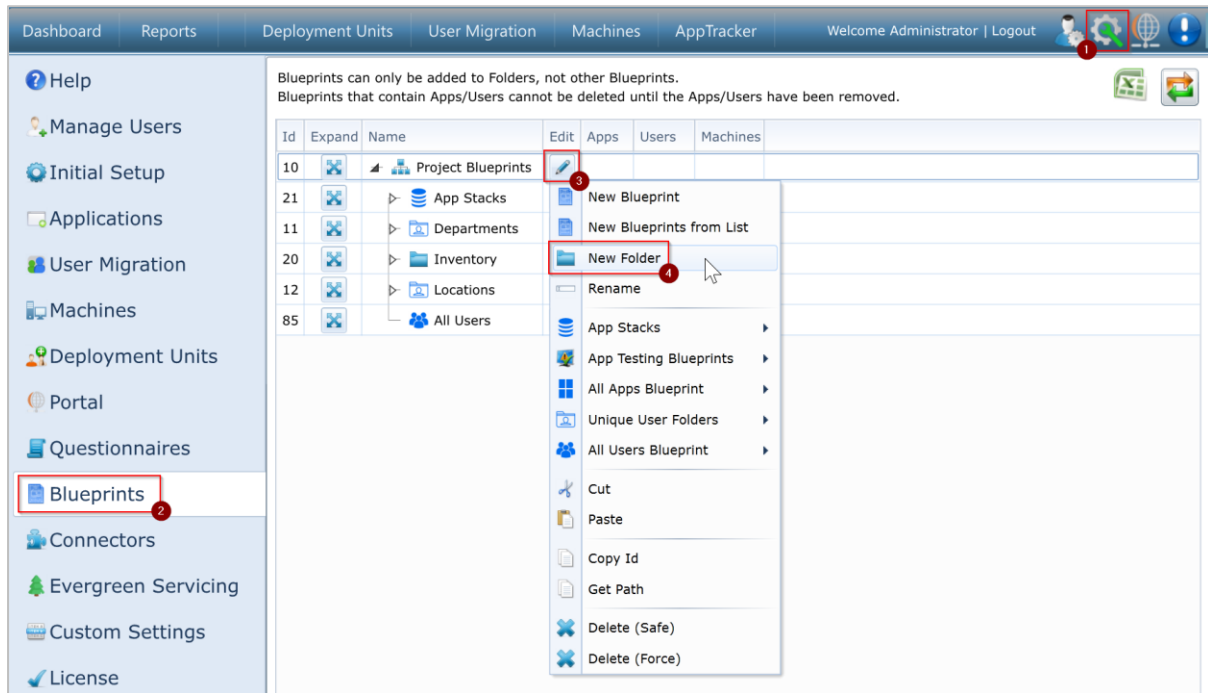 Dashboard Reports Deployment Units User Migration Machines AppTracker Welcome Administrator | Logout
1
Help
Manage Users
Initial Setup
Applications
User Migration
Machines
Deployment Units
Portal
Questionnaires
Blueprints
2
Connectors
Evergreen Servicing
Custom Settings
License
Blueprints can only be added to Folders, not other Blueprints.
Blueprints that contain Apps/Users cannot be deleted until the Apps/Users have been removed.
Id Expand Name Edit Apps Users Machines
10 Project Blueprints
3
21 App Stacks
11 Departments
20 Inventory
12 Locations
85 All Users
New Blueprint
New Blueprints from List
New Folder
4
Rename
App Stacks
App Testing Blueprints
All Apps Blueprint
Unique User Folders
All Users Blueprint
Cut
Paste
Copy Id
Get Path
Delete (Safe)
Delete (Force)